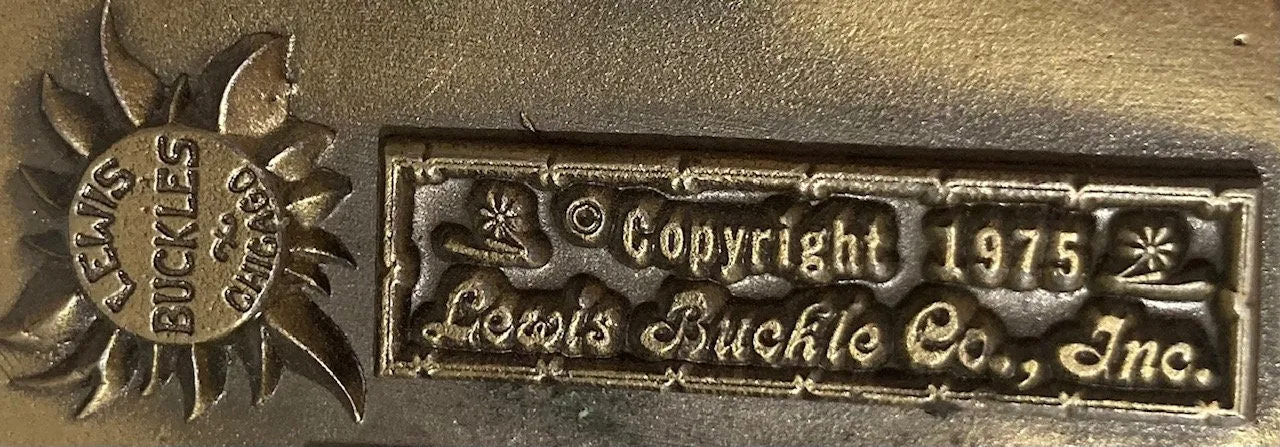 LEWIS
BUCKLES
CHICAGO
© Copyright 1975
Lewis Buckle Co., Inc.